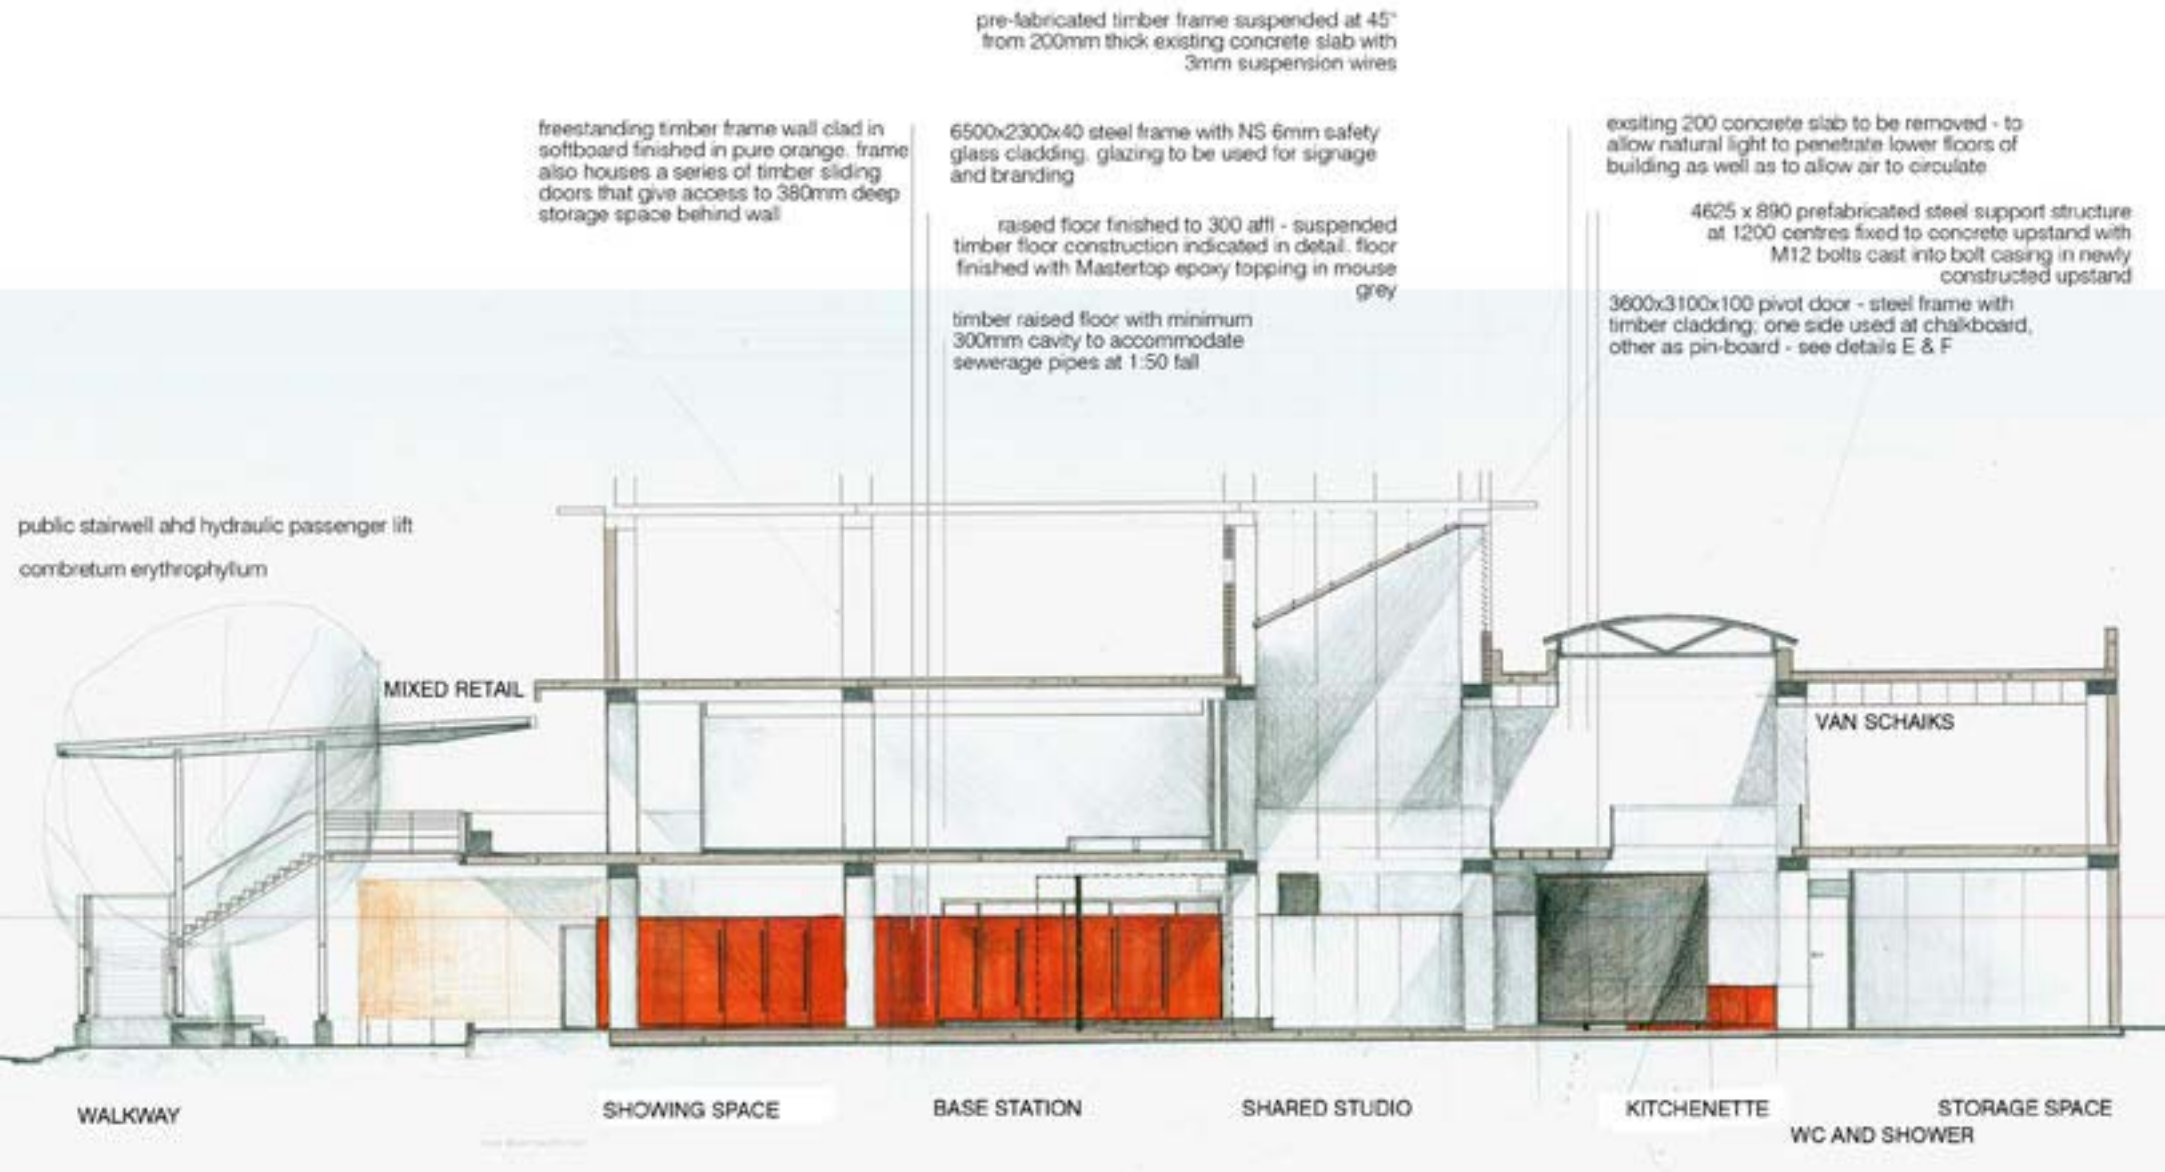 pre-fabricated timber frame suspended at 45°
from 200mm thick existing concrete slab with
3mm suspension wires
freestanding timber frame wall clad in
softboard finished in pure orange. frame
also houses a series of timber sliding
doors that give access to 380mm deep
storage space behind wall
6500x2300x40 steel frame with NS 6mm safety
glass cladding. glazing to be used for signage
and branding
raised floor finished to 300 affl - suspended
timber floor construction indicated in detail. floor
finished with Mastertop epoxy topping in mouse
grey
timber raised floor with minimum
300mm cavity to accommodate
sewerage pipes at 1:50 fall
exsiting 200 concrete slab to be removed - to
allow natural light to penetrate lower floors of
building as well as to allow air to circulate
4625 x 890 prefabricated steel support structure
at 1200 centres fixed to concrete upstand with
M12 bolts cast into bolt casing in newly
constructed upstand
3600x3100x100 pivot door - steel frame with
timber cladding; one side used at chalkboard,
other as pin-board - see details E & F
public stairwell ahd hydraulic passenger lift
combretum erythrophyllum
MIXED RETAIL
VAN SCHAIKS
WALKWAY
SHOWING SPACE
BASE STATION
SHARED STUDIO
KITCHENETTE
STORAGE SPACE
WC AND SHOWER